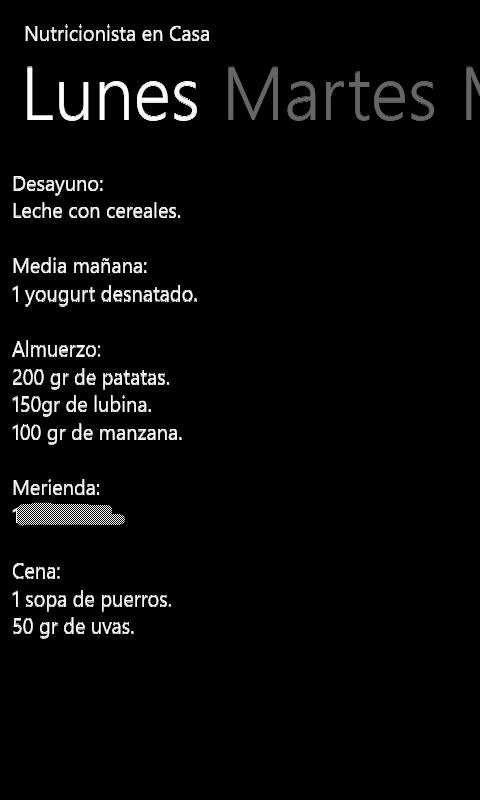 Nutricionista en Casa
Lunes Martes
Desayuno:
Leche con cereales.
Media mañana:
1 yougurt desnatado.
Almuerzo:
200 gr de patatas.
150gr de lubina.
100 gr de manzana.
Merienda:
1
Cena:
1 sopa de puerros.
50 gr de uvas.